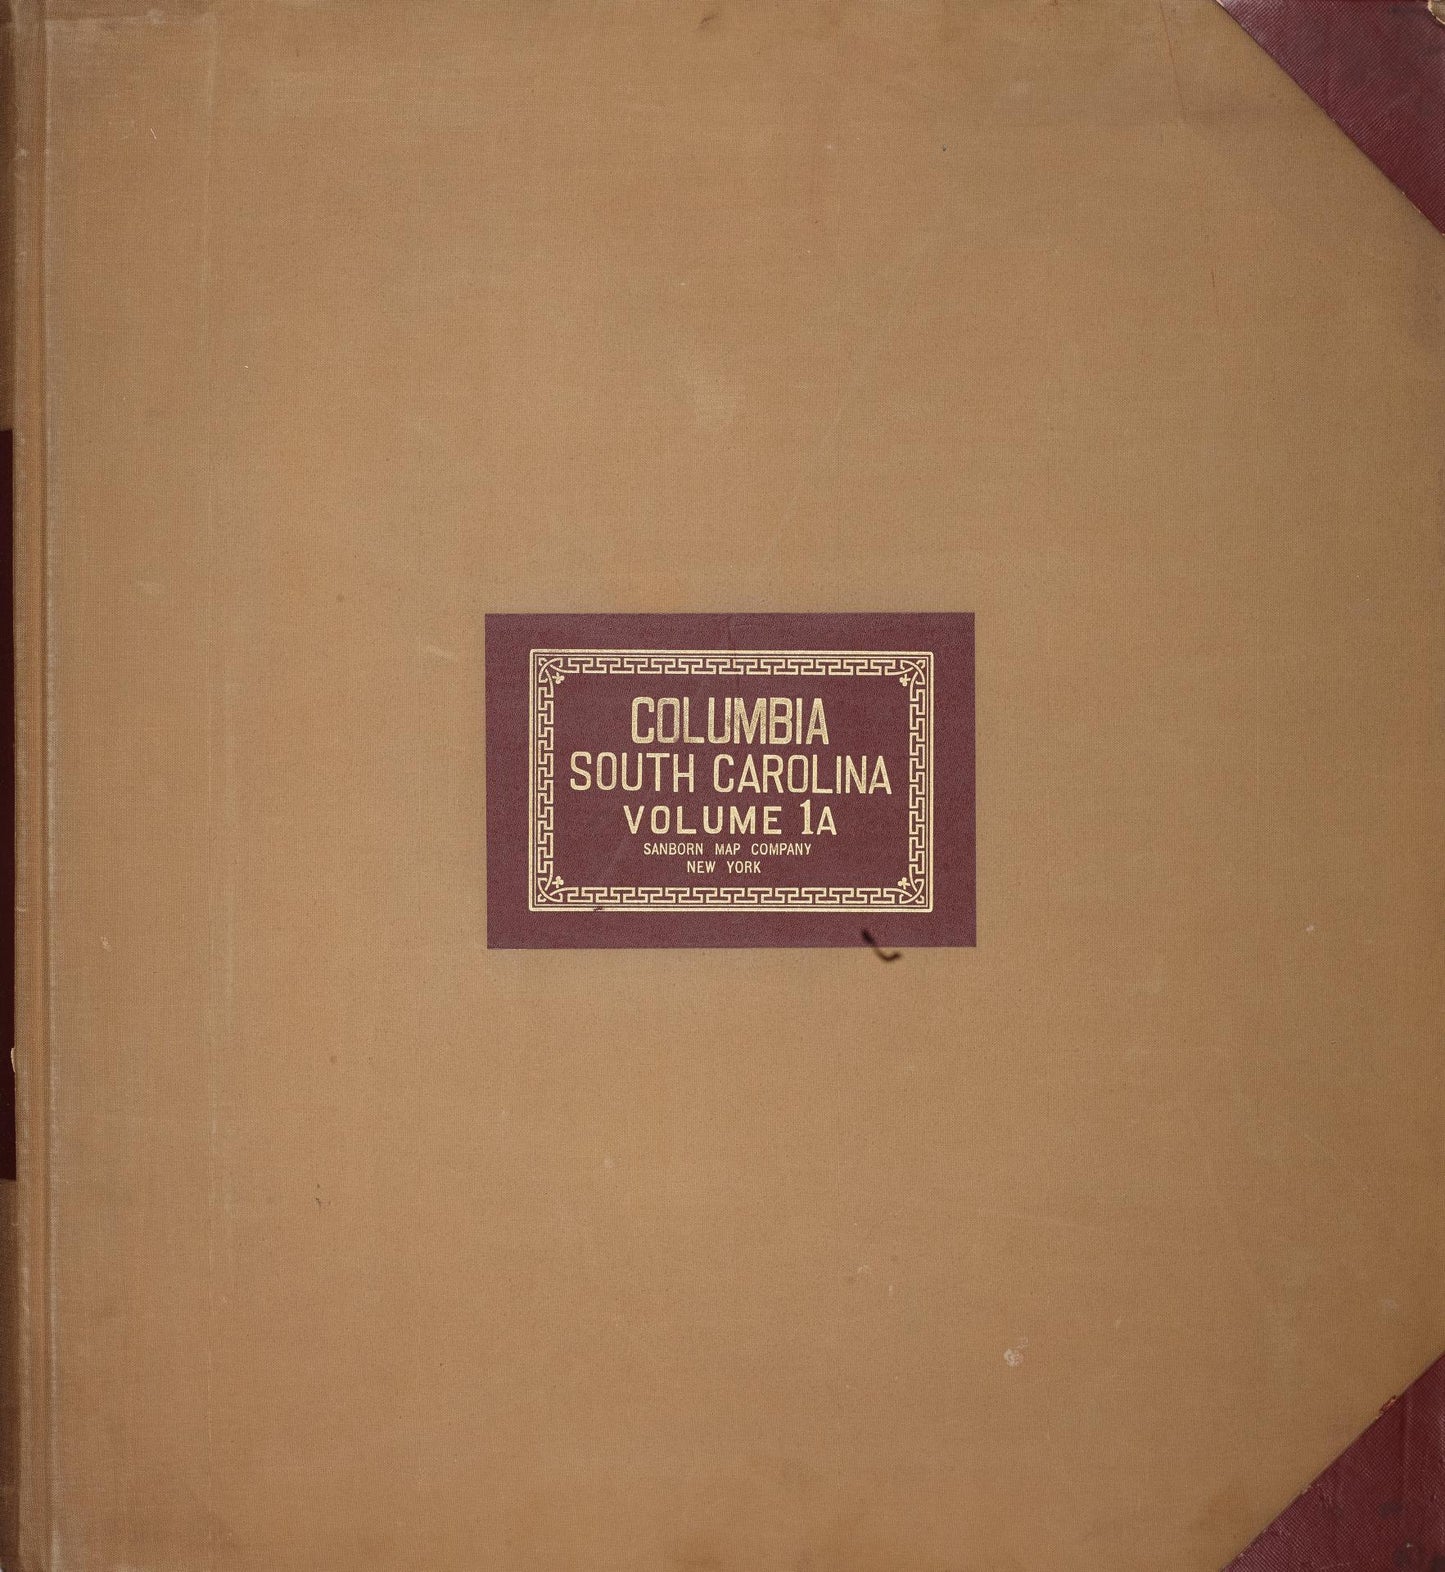 COLUMBIA
SOUTH CAROLINA
VOLUME 1A
SANBORN MAP COMPANY
NEW YORK